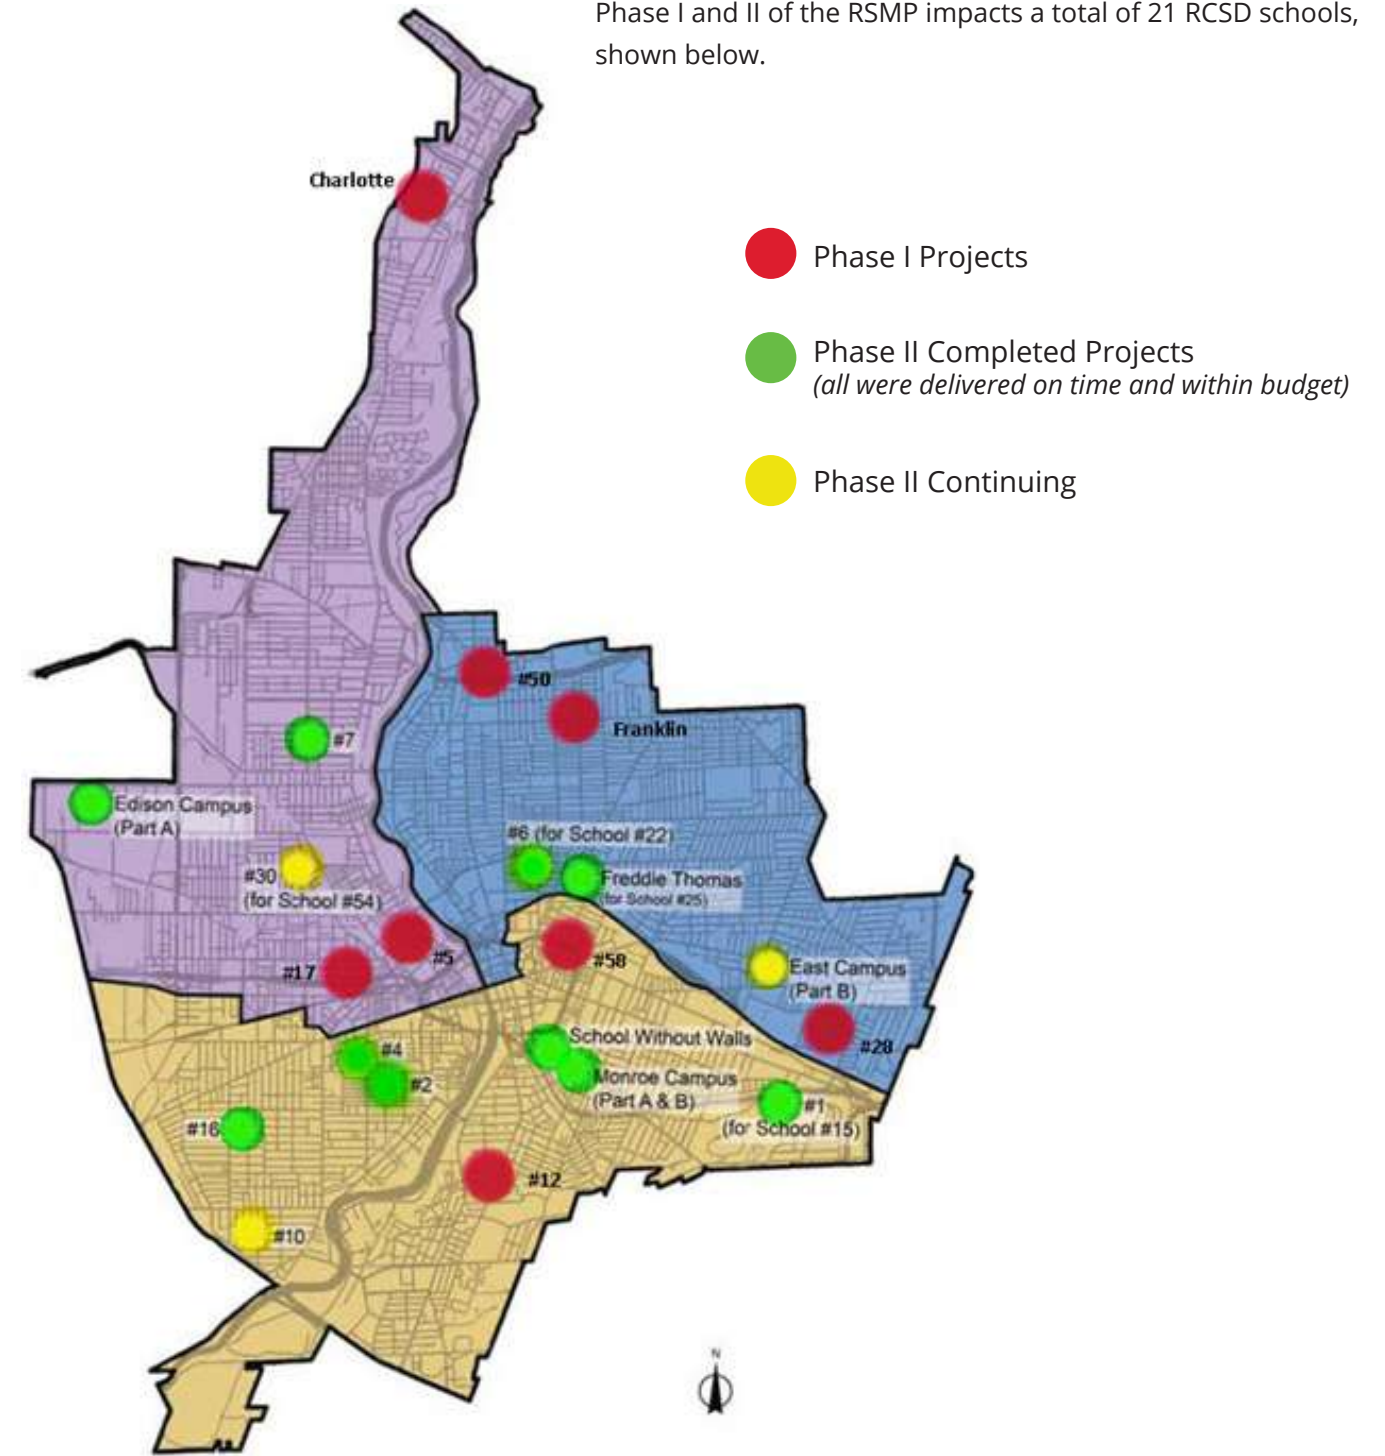 Phase I and II of the RSMP impacts a total of 21 RCSD schools,
shown below.
Charlotte
Phase I Projects
Phase II Completed Projects
(all were delivered on time and within budget)
Phase II Continuing
#50
Franklin
#7
Edison Campus
(Part A)
#6 (for School #22)
#30
(for School #54)
Freddie Thomas
(for School #25)
#5
#17
#58
East Campus
(Part B)
#28
School Without Walls
#4
#2
Monroe Campus
(Part A & B)
#1
(for School #15)
#16
#12
#10
N